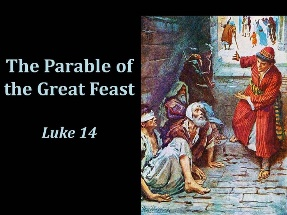 The Parable of
the Great Feast
Luke 14